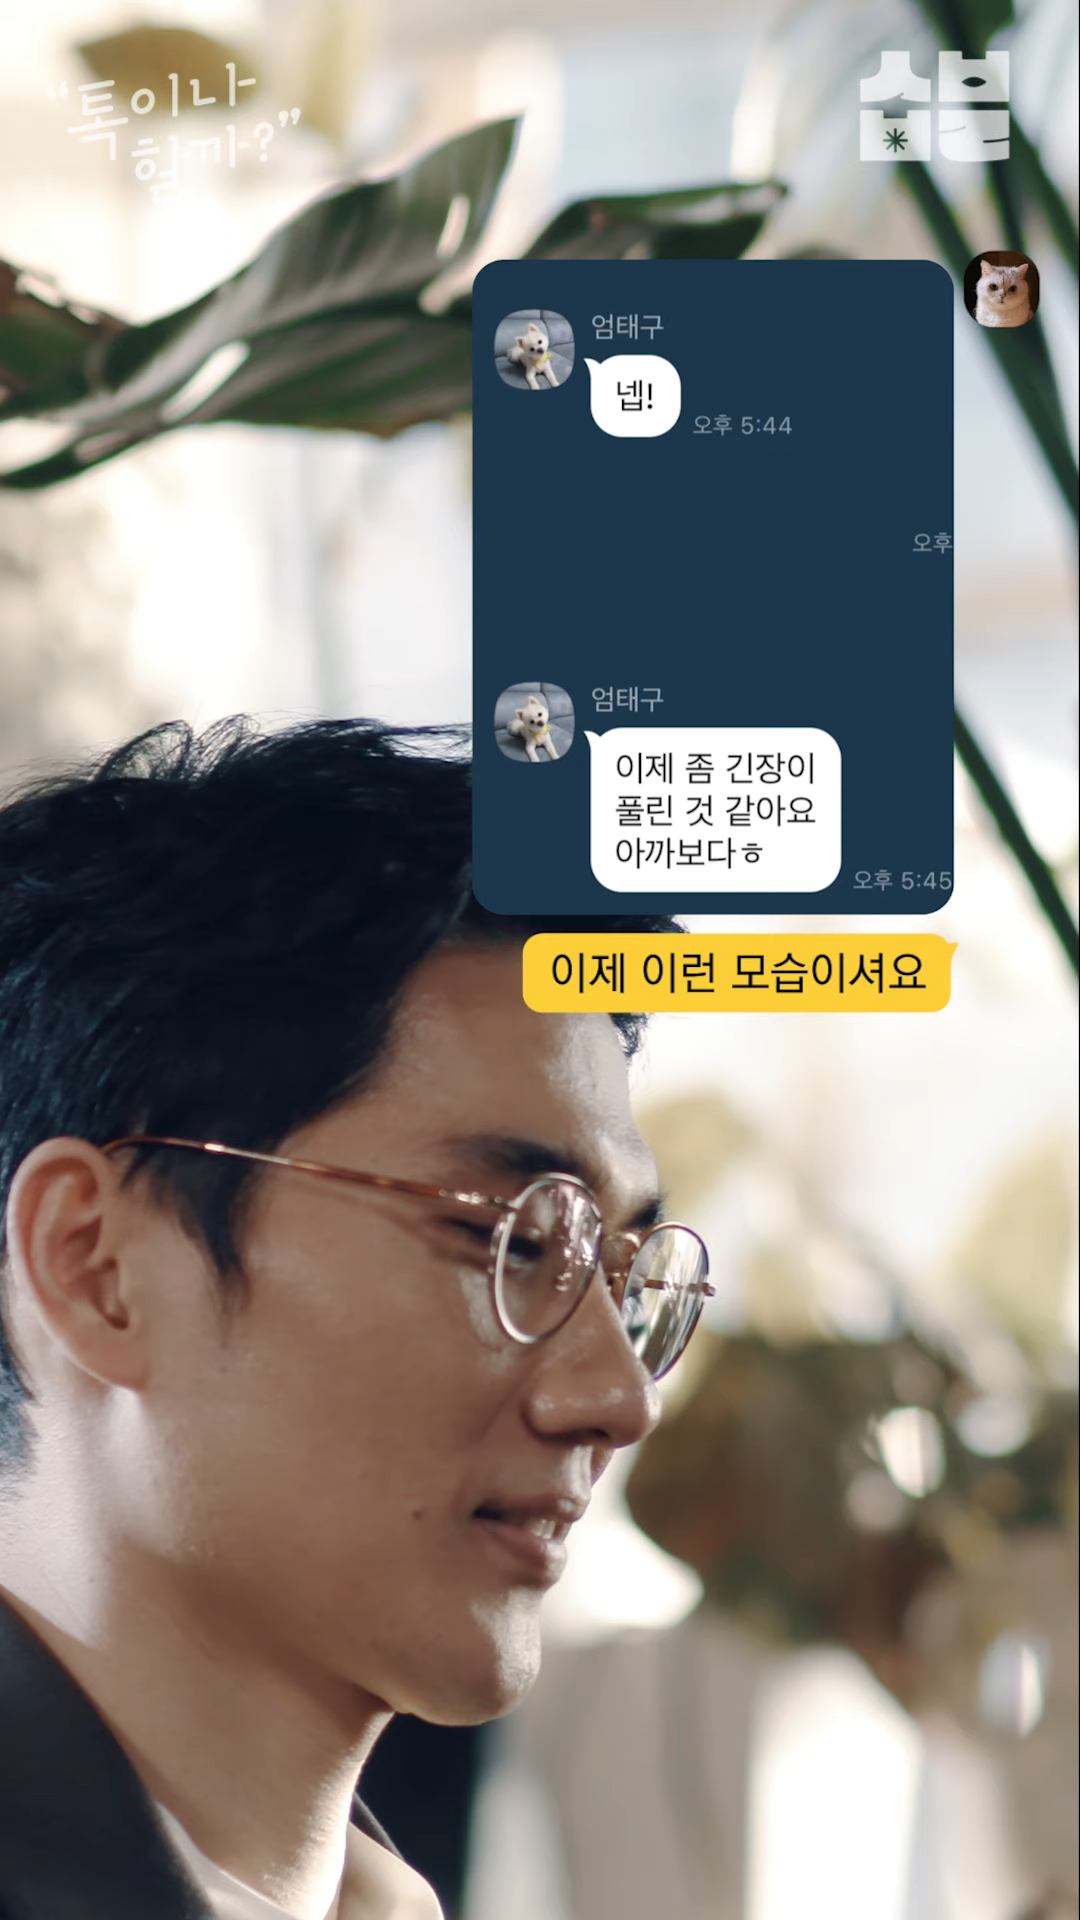 “톡이나
할까?”
숏분
엄태구
넵!
오후 5:44
오후
엄태구
이제 좀 긴장이
풀린 것 같아요
아까보다ㅎ
오후 5:45
이제 이런 모습이셔요